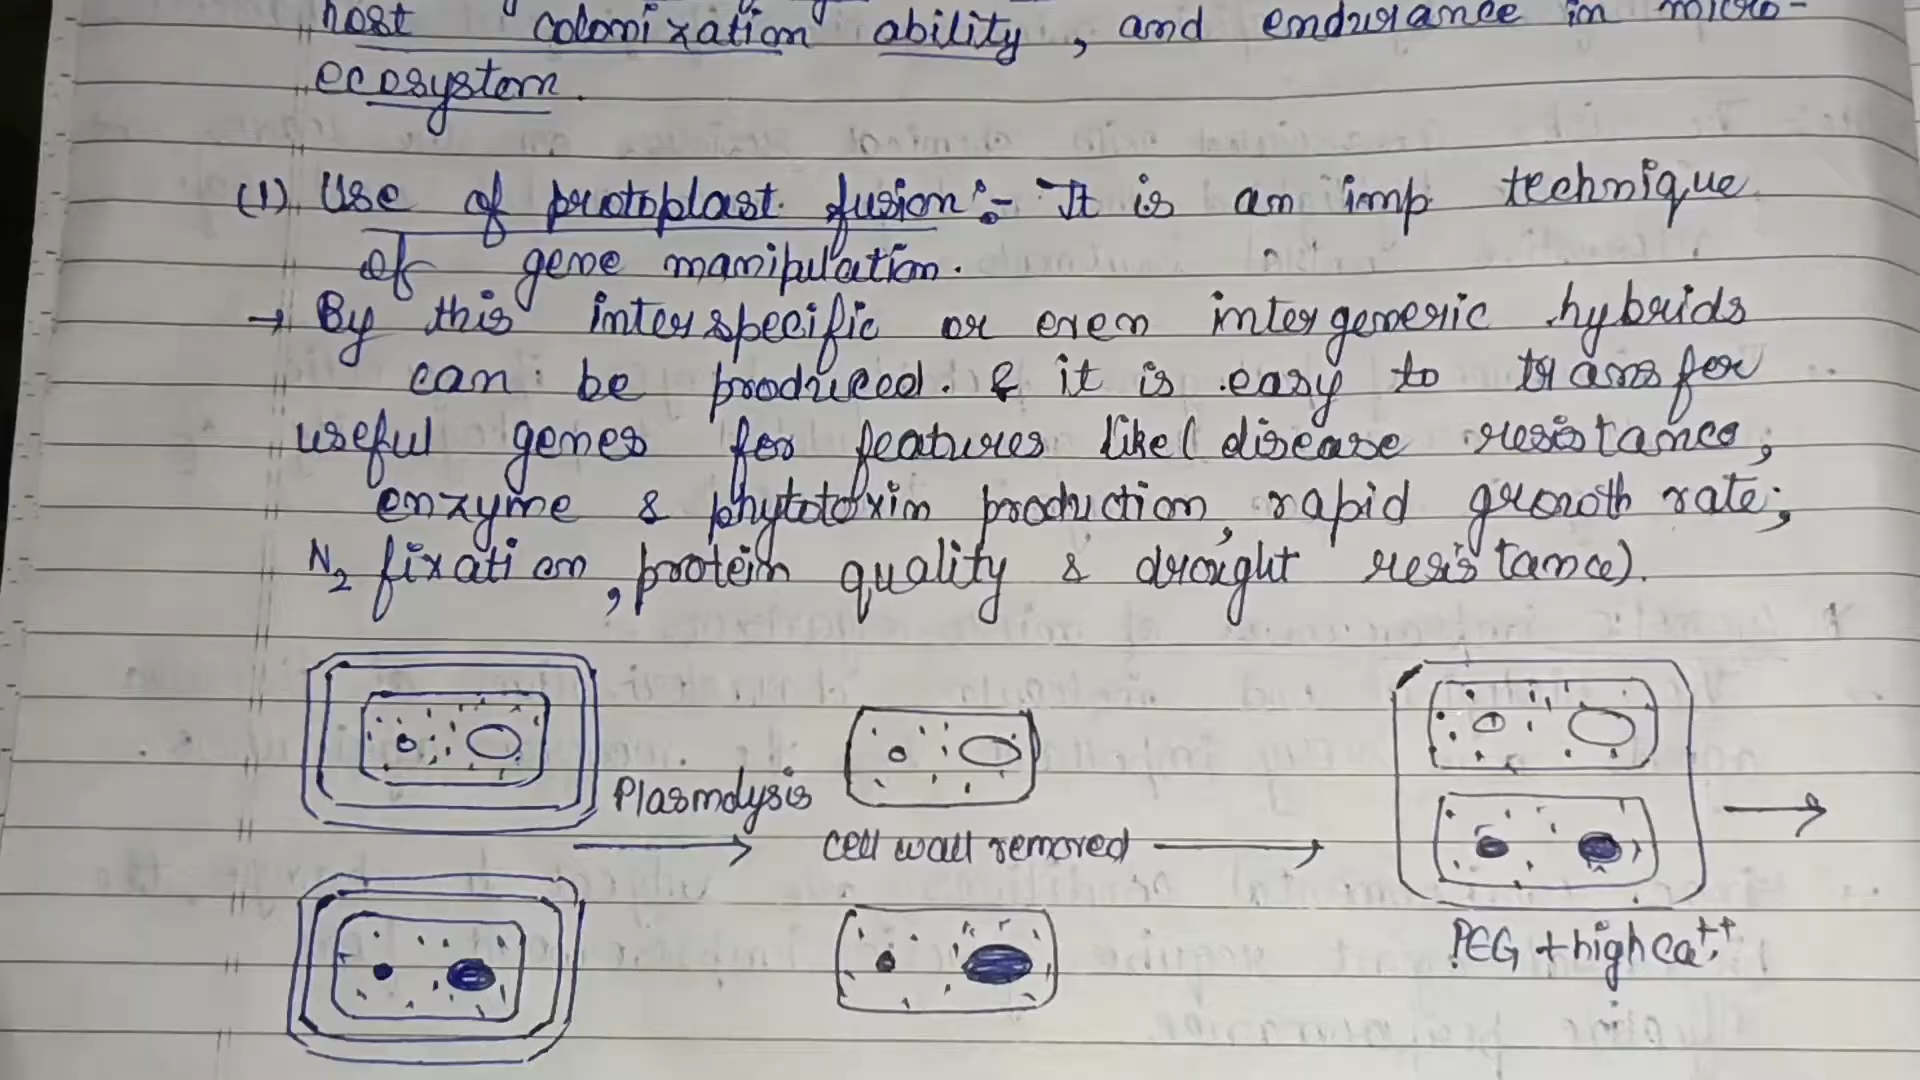 host colonization ability, and endurance in micro-
ecosystem.
(1) Use of protoplast fusion:- It is an imp technique
of gene manipulation.
→ By this interspecific or even intergeneric hybrids
can be produced. & it is easy to transfer
useful genes for features like (disease resistance,
enzyme & phytotoxin production, rapid growth rate,
N2 fixation, protein quality & drought resistance).
Plasmolysis
cell wall removed
PEG + high Ca++